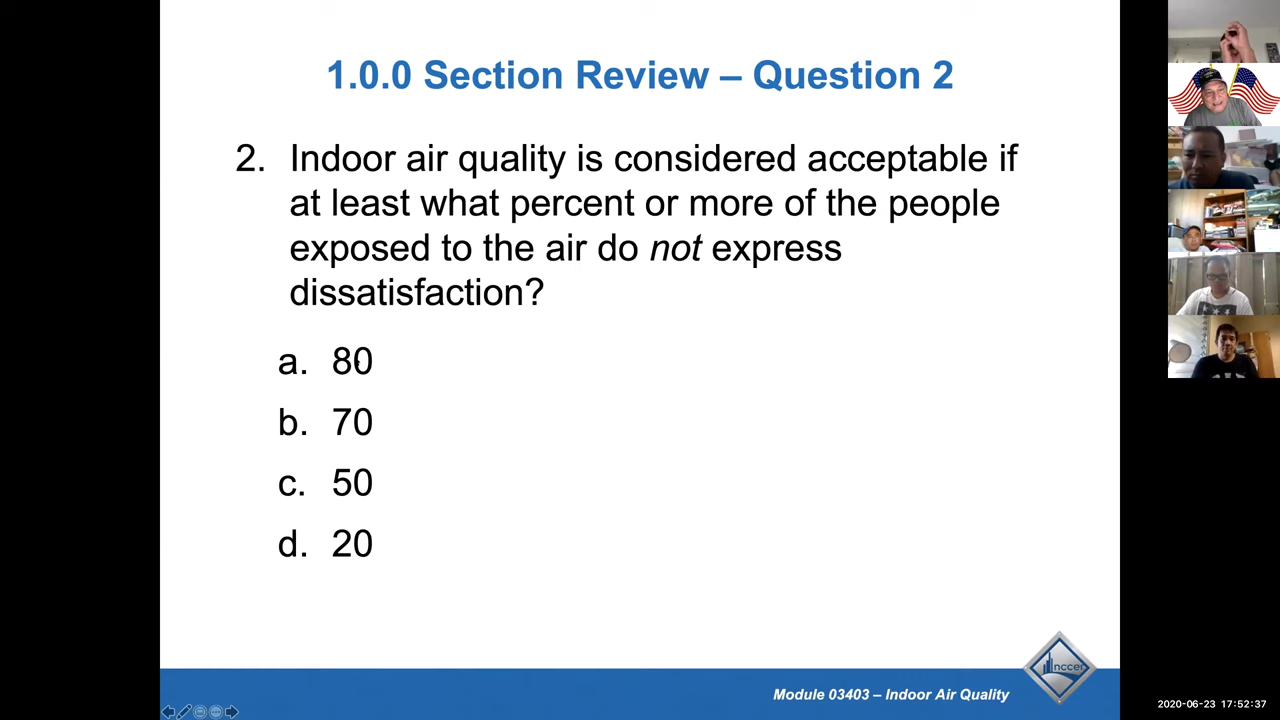 1.0.0 Section Review – Question 2
2. Indoor air quality is considered acceptable if
at least what percent or more of the people
exposed to the air do not express
dissatisfaction?
a. 80
b. 70
c. 50
d. 20
nccer
Module 03403 – Indoor Air Quality
2020-06-23 17:52:37